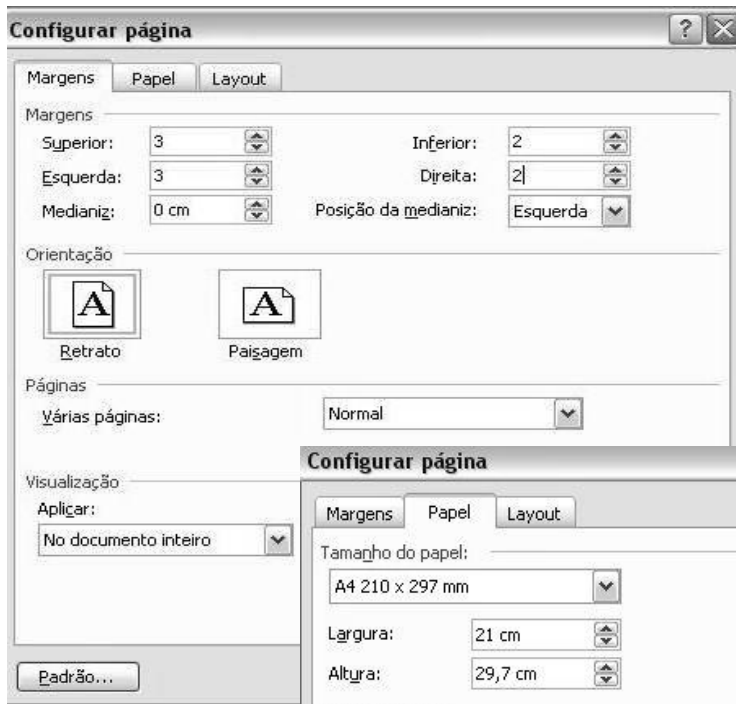 Configurar página
Margens Papel Layout
Margens
Superior: 3 Inferior: 2
Esquerda: 3 Direita: 2
Medianiz: 0 cm Posição da medianiz: Esquerda
Orientação
A A
Retrato Paisagem
Páginas
Várias páginas: Normal
Visualização
Aplicar:
No documento inteiro
Padrão...
Configurar página
Margens Papel Layout
Tamanho do papel:
A4 210 x 297 mm
Largura: 21 cm
Altura: 29,7 cm